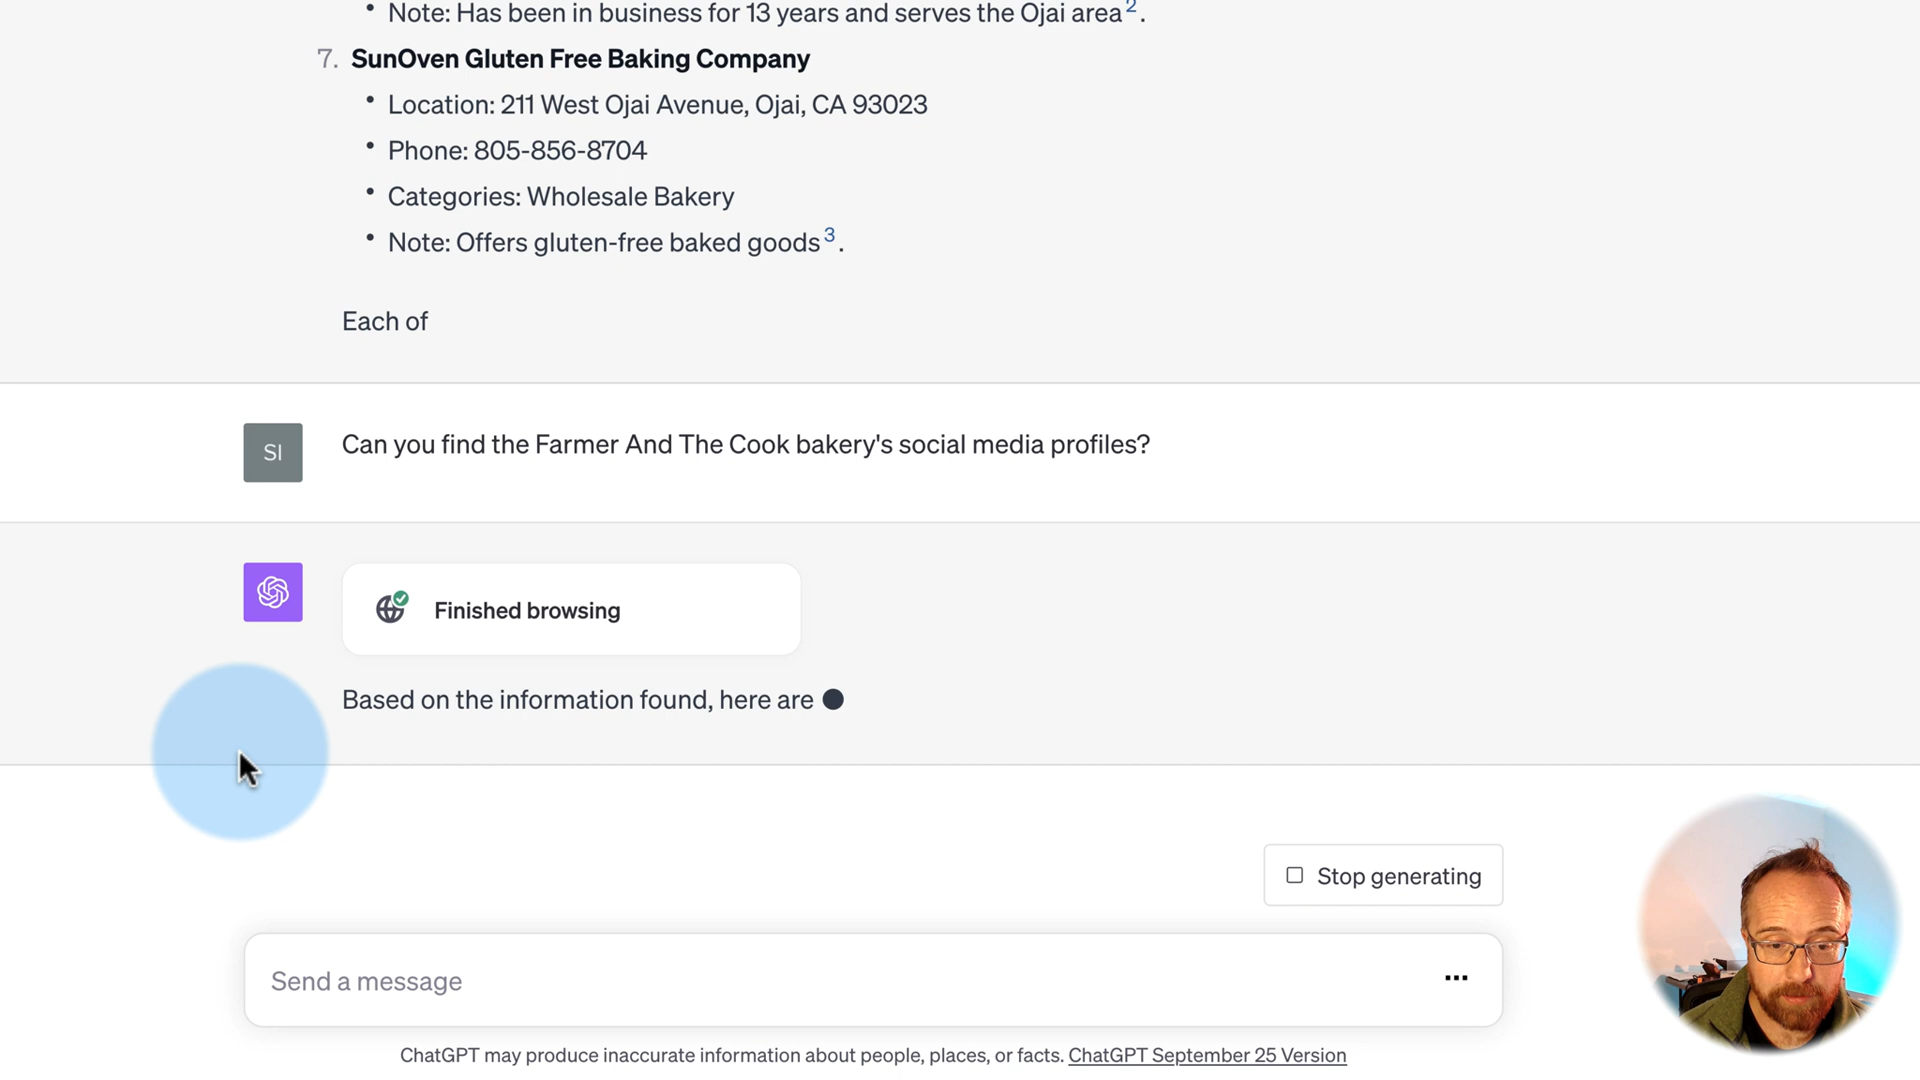 • Note: Has been in business for 13 years and serves the Ojai area2.
7. SunOven Gluten Free Baking Company
• Location: 211 West Ojai Avenue, Ojai, CA 93023
• Phone: 805-856-8704
• Categories: Wholesale Bakery
• Note: Offers gluten-free baked goods3.
Each of
SI
Can you find the Farmer And The Cook bakery's social media profiles?
Finished browsing
Based on the information found, here are
Stop generating
Send a message
ChatGPT may produce inaccurate information about people, places, or facts. ChatGPT September 25 Version